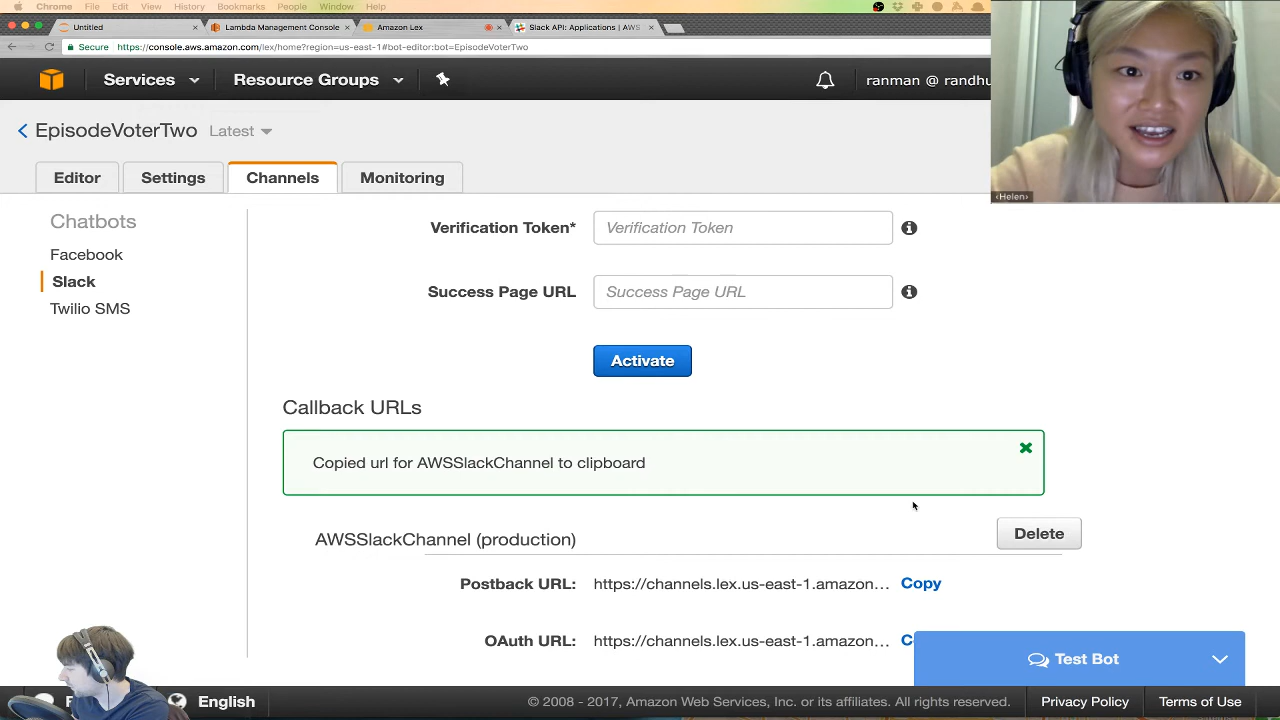 Chrome File Edit View History Bookmarks People Window Help
Untitled
Lambda Management Console
Amazon Lex
Slack API: Applications | AWS
Secure https://console.aws.amazon.com/lex/home?region=us-east-1#bot-editor:bot=EpisodeVoterTwo
Services Resource Groups ranman @ randhu
EpisodeVoterTwo Latest
Editor Settings Channels Monitoring
‹Helen›
Chatbots
Facebook
Slack
Twilio SMS
Verification Token* Verification Token
Success Page URL Success Page URL
Activate
Callback URLs
Copied url for AWSSlackChannel to clipboard
AWSSlackChannel (production) Delete
Postback URL: https://channels.lex.us-east-1.amazon... Copy
OAuth URL: https://channels.lex.us-east-1.amazon...
Test Bot
English © 2008 - 2017, Amazon Web Services, Inc. or its affiliates. All rights reserved. Privacy Policy Terms of Use